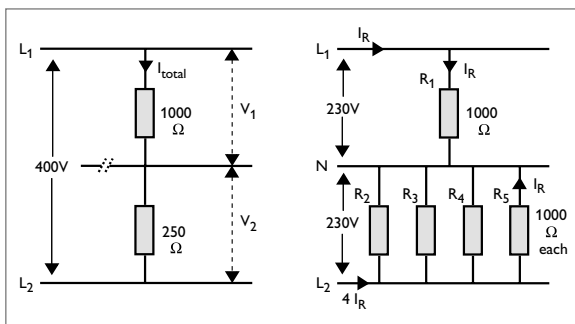 L1
Itotal
1000
Ω
V1
400V
250
Ω
V2
L2
IR
L1
IR
R1
230V
1000
Ω
N
IR
R2
R3
R4
R5
230V
1000
Ω
each
L2
4 IR